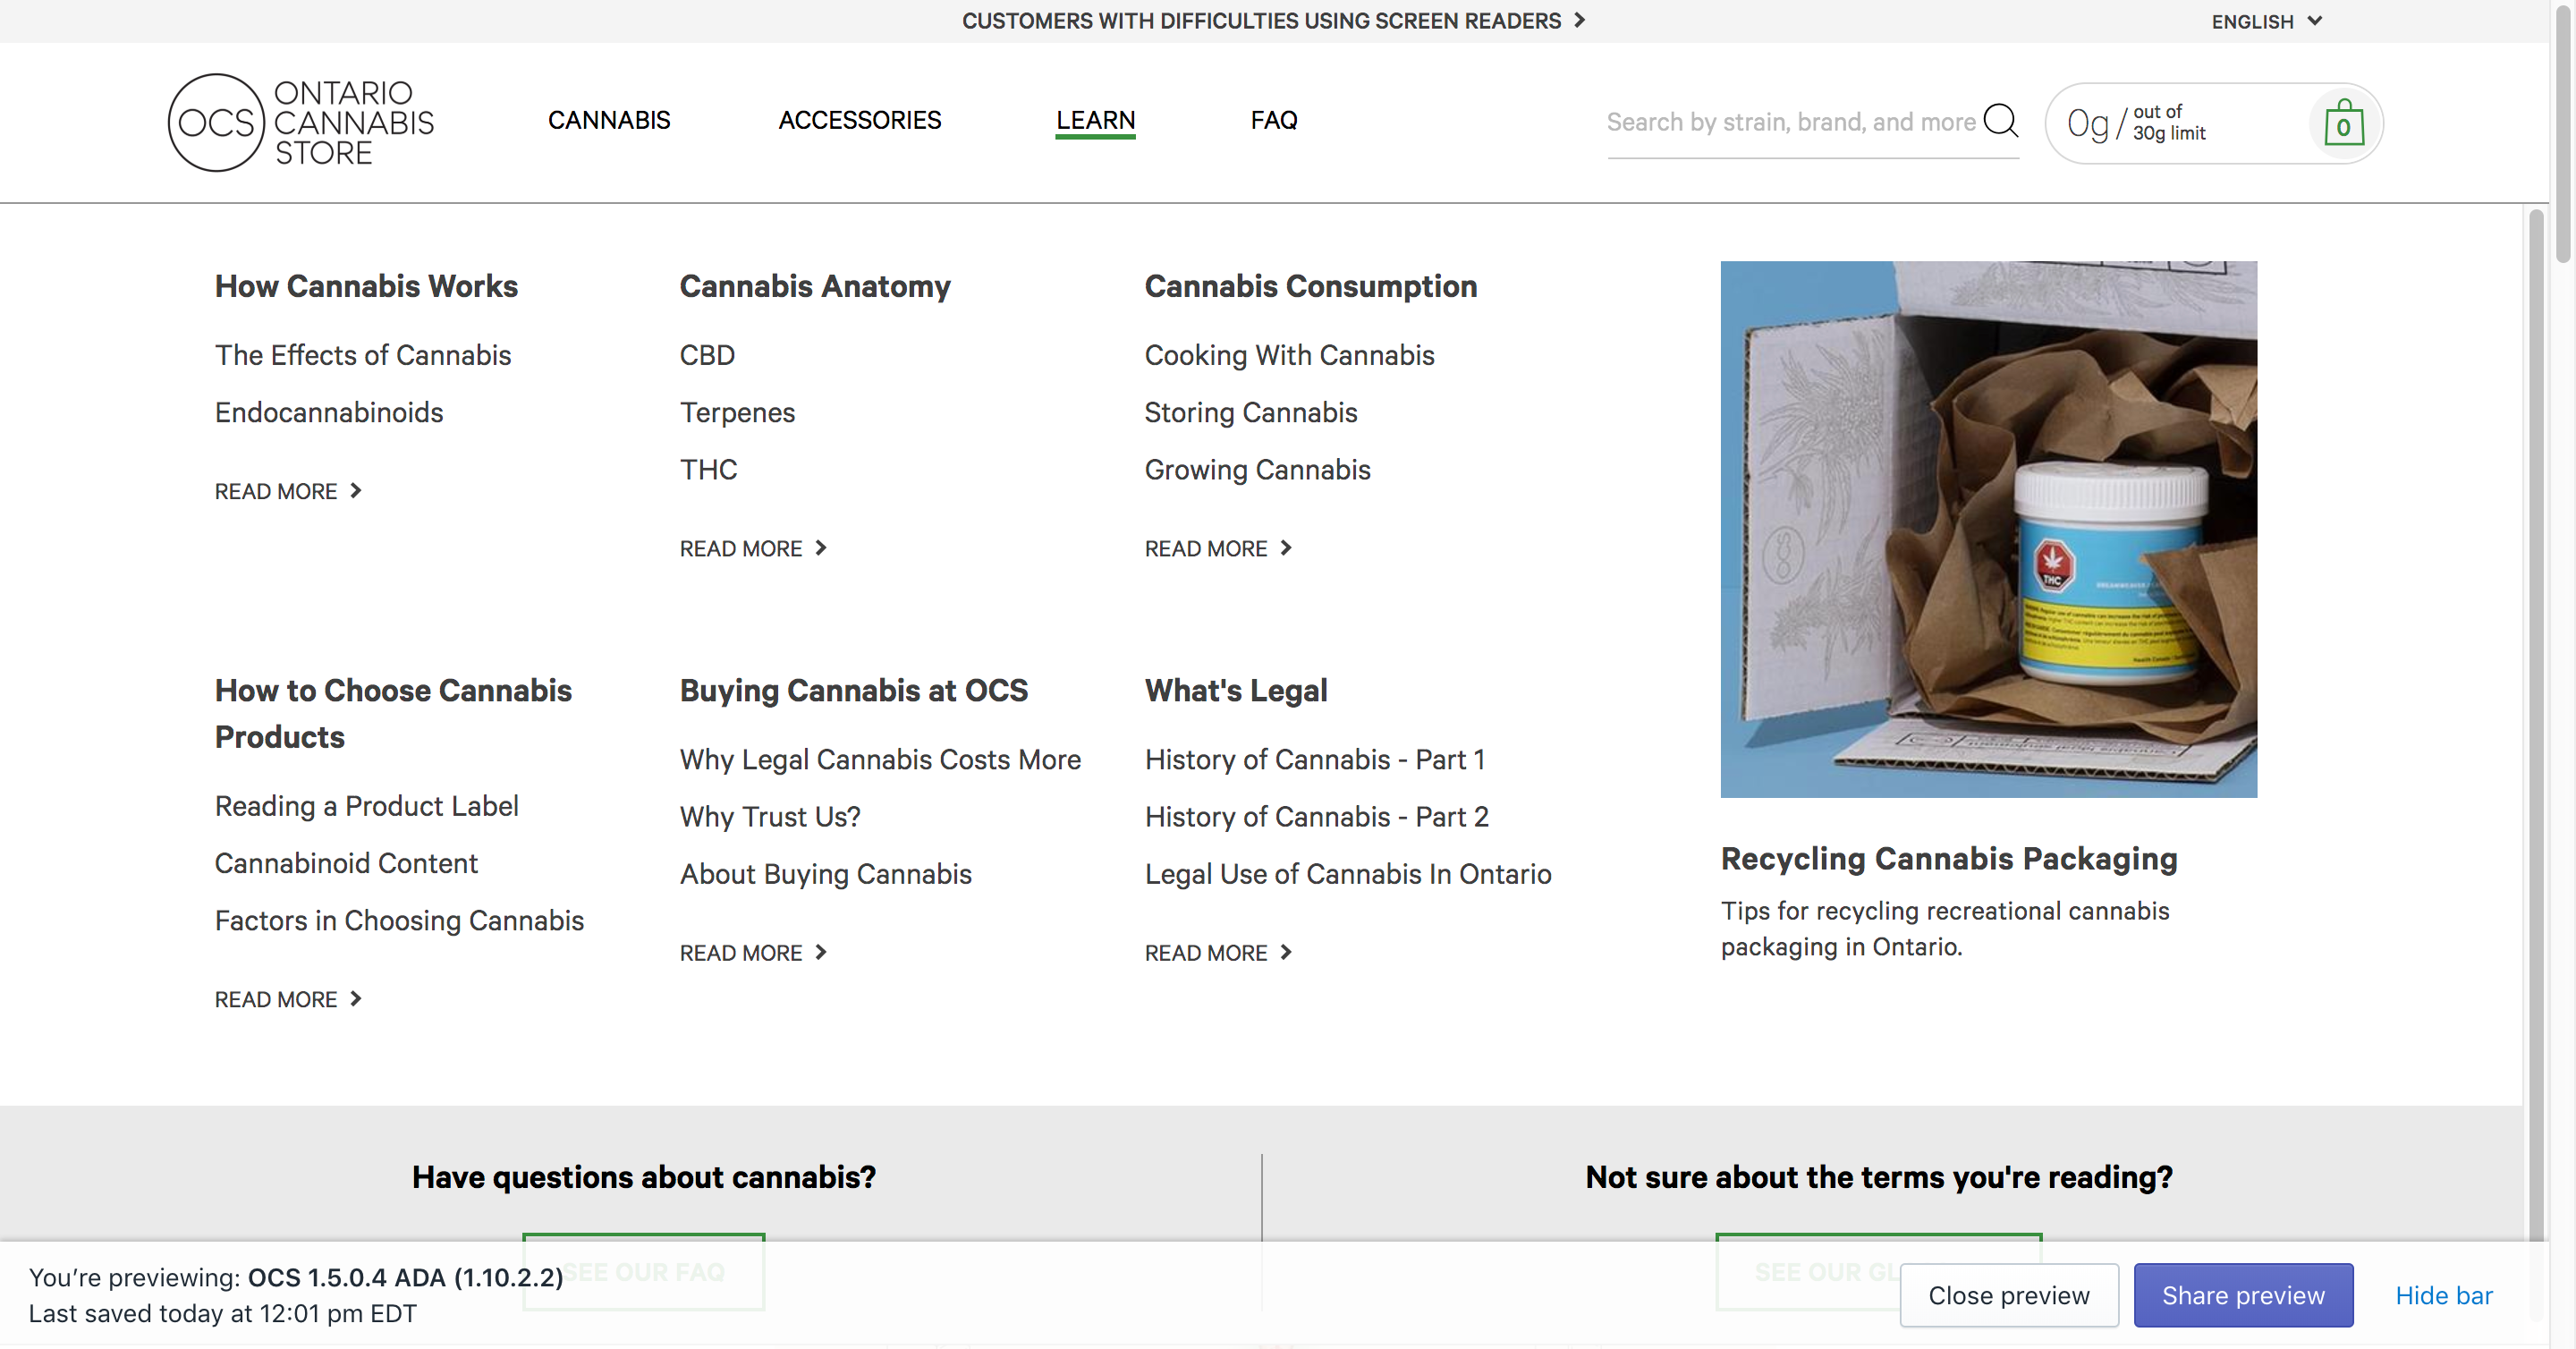 CUSTOMERS WITH DIFFICULTIES USING SCREEN READERS
ENGLISH
OCS
ONTARIO
CANNABIS
STORE
CANNABIS
ACCESSORIES
LEARN
FAQ
Search by strain, brand, and more
0g / out of
30g limit
0
How Cannabis Works
The Effects of Cannabis
Endocannabinoids
READ MORE
Cannabis Anatomy
CBD
Terpenes
THC
READ MORE
Cannabis Consumption
Cooking With Cannabis
Storing Cannabis
Growing Cannabis
READ MORE
OCS
THC
How to Choose Cannabis
Products
Reading a Product Label
Cannabinoid Content
Factors in Choosing Cannabis
READ MORE
Buying Cannabis at OCS
Why Legal Cannabis Costs More
Why Trust Us?
About Buying Cannabis
READ MORE
What's Legal
History of Cannabis - Part 1
History of Cannabis - Part 2
Legal Use of Cannabis In Ontario
READ MORE
Recycling Cannabis Packaging
Tips for recycling recreational cannabis
packaging in Ontario.
Have questions about cannabis?
SEE OUR FAQ
Not sure about the terms you're reading?
SEE OUR
You’re previewing: OCS 1.5.0.4 ADA (1.10.2.2)
Last saved today at 12:01 pm EDT
Close preview
Share preview
Hide bar